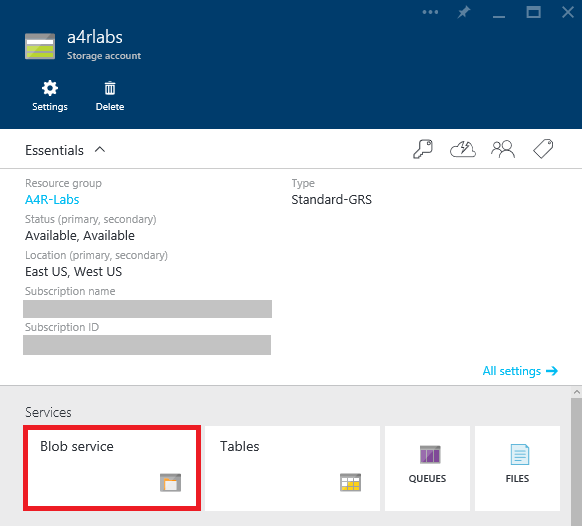 a4rlabs
Storage account
Settings
Delete
Essentials
Resource group
A4R-Labs
Status (primary, secondary)
Available, Available
Location (primary, secondary)
East US, West US
Subscription name
Subscription ID
Type
Standard-GRS
All settings
Services
Blob service
Tables
QUEUES
FILES